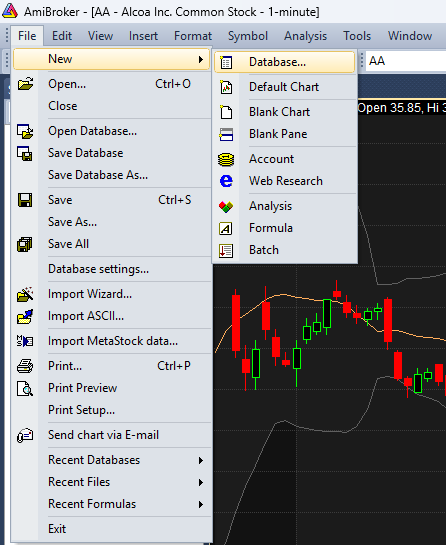 AmiBroker - [AA - Alcoa Inc. Common Stock - 1-minute]
File Edit View Insert Format Symbol Analysis Tools Window
New
Open... Ctrl+O
Close
Open Database...
Save Database
Save Database As...
Save Ctrl+S
Save As...
Save All
Database settings...
Import Wizard...
Import ASCII...
Import MetaStock data...
Print... Ctrl+P
Print Preview
Print Setup...
Send chart via E-mail
Recent Databases
Recent Files
Recent Formulas
Exit
Database...
Default Chart
Blank Chart
Blank Pane
Account
Web Research
Analysis
Formula
Batch
AA
Open 35.85, Hi 3